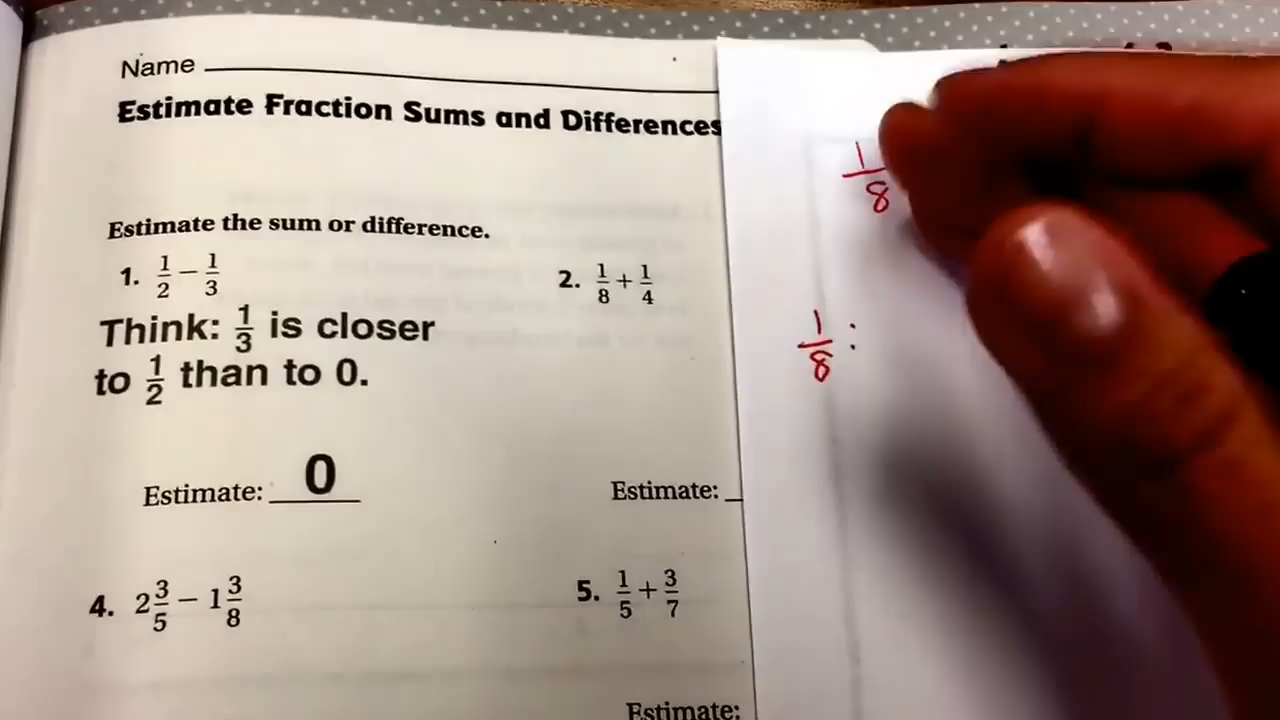 Name
Estimate Fraction Sums and Differences
Estimate the sum or difference.
1. 1/2 − 1/3
2. 1/8 + 1/4
Think: 1/3 is closer
to 1/2 than to 0.
Estimate: 0
Estimate:
4. 2 3/5 − 1 3/8
5. 1/5 + 3/7
Estimate:
1/8
1/8 :